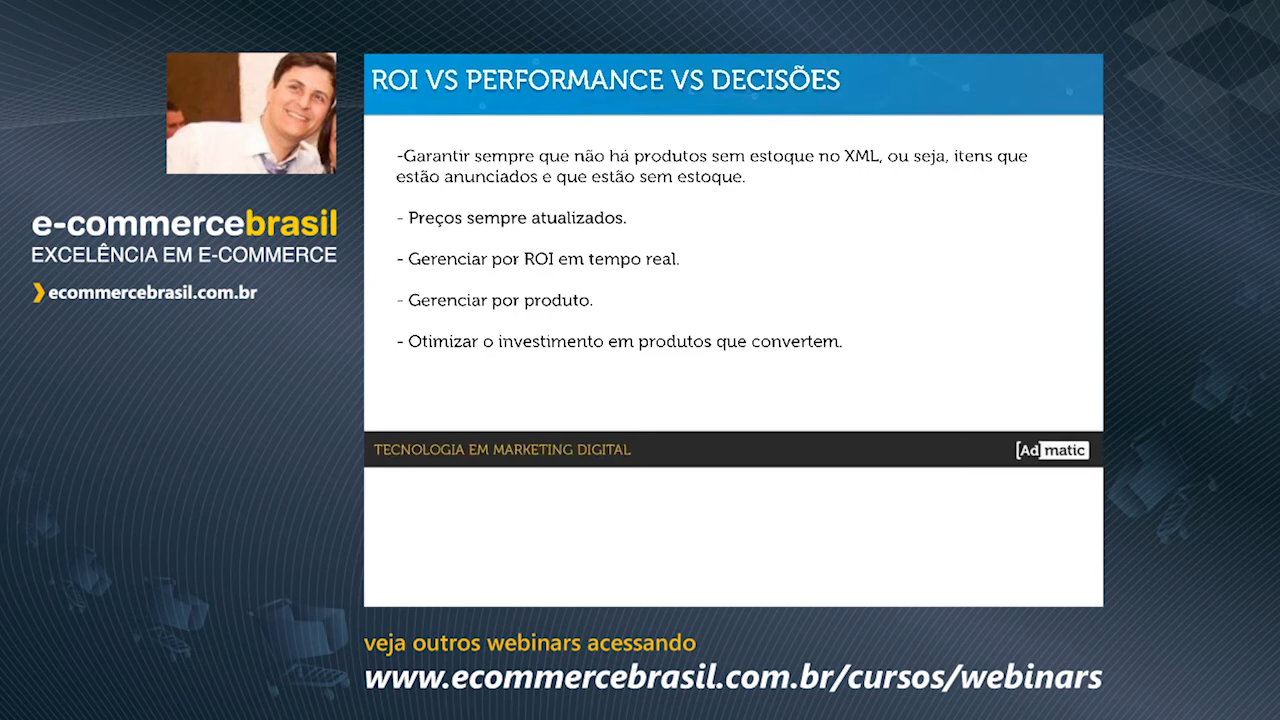 ROI VS PERFORMANCE VS DECISÕES
-Garantir sempre que não há produtos sem estoque no XML, ou seja, itens que
estão anunciados e que estão sem estoque.
- Preços sempre atualizados.
- Gerenciar por ROI em tempo real.
- Gerenciar por produto.
- Otimizar o investimento em produtos que convertem.
TECNOLOGIA EM MARKETING DIGITAL
[Ad]matic
e-commercebrasil
EXCELÊNCIA EM E-COMMERCE
ecommercebrasil.com.br
veja outros webinars acessando
www.ecommercebrasil.com.br/cursos/webinars